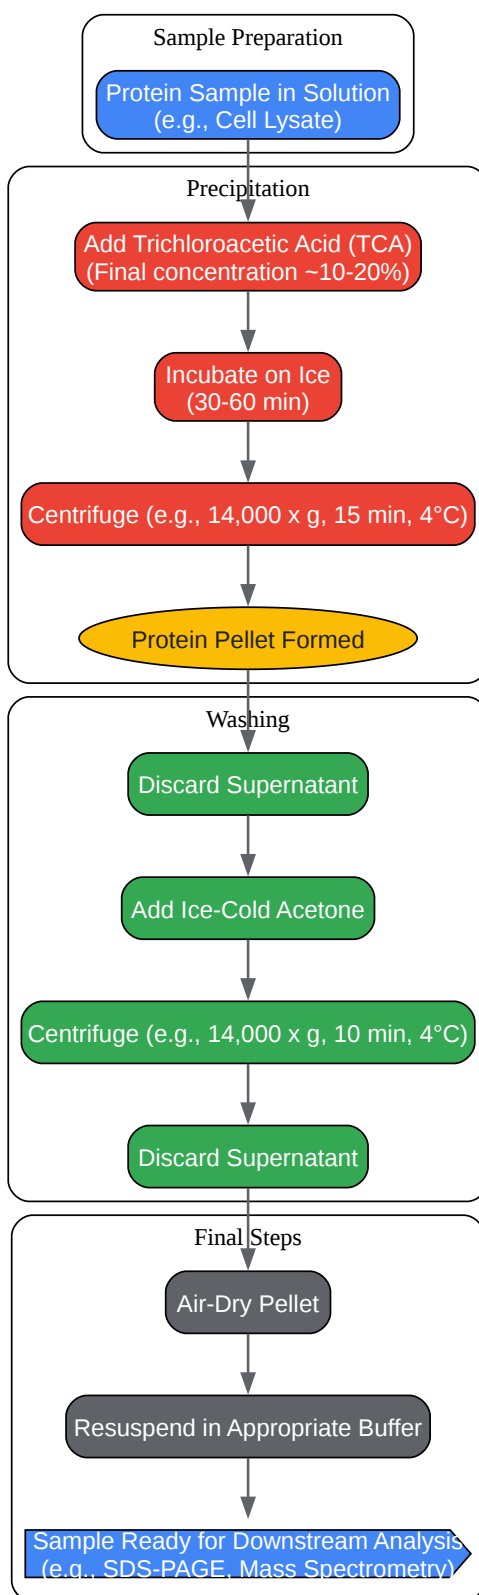 Sample Preparation
Protein Sample in Solution
(e.g., Cell Lysate)
Precipitation
Add Trichloroacetic Acid (TCA)
(Final concentration ~10-20%)
Incubate on Ice
(30-60 min)
Centrifuge (e.g., 14,000 x g, 15 min, 4°C)
Protein Pellet Formed
Washing
Discard Supernatant
Add Ice-Cold Acetone
Centrifuge (e.g., 14,000 x g, 10 min, 4°C)
Discard Supernatant
Final Steps
Air-Dry Pellet
Resuspend in Appropriate Buffer
Sample Ready for Downstream Analysis
(e.g., SDS-PAGE, Mass Spectrometry)